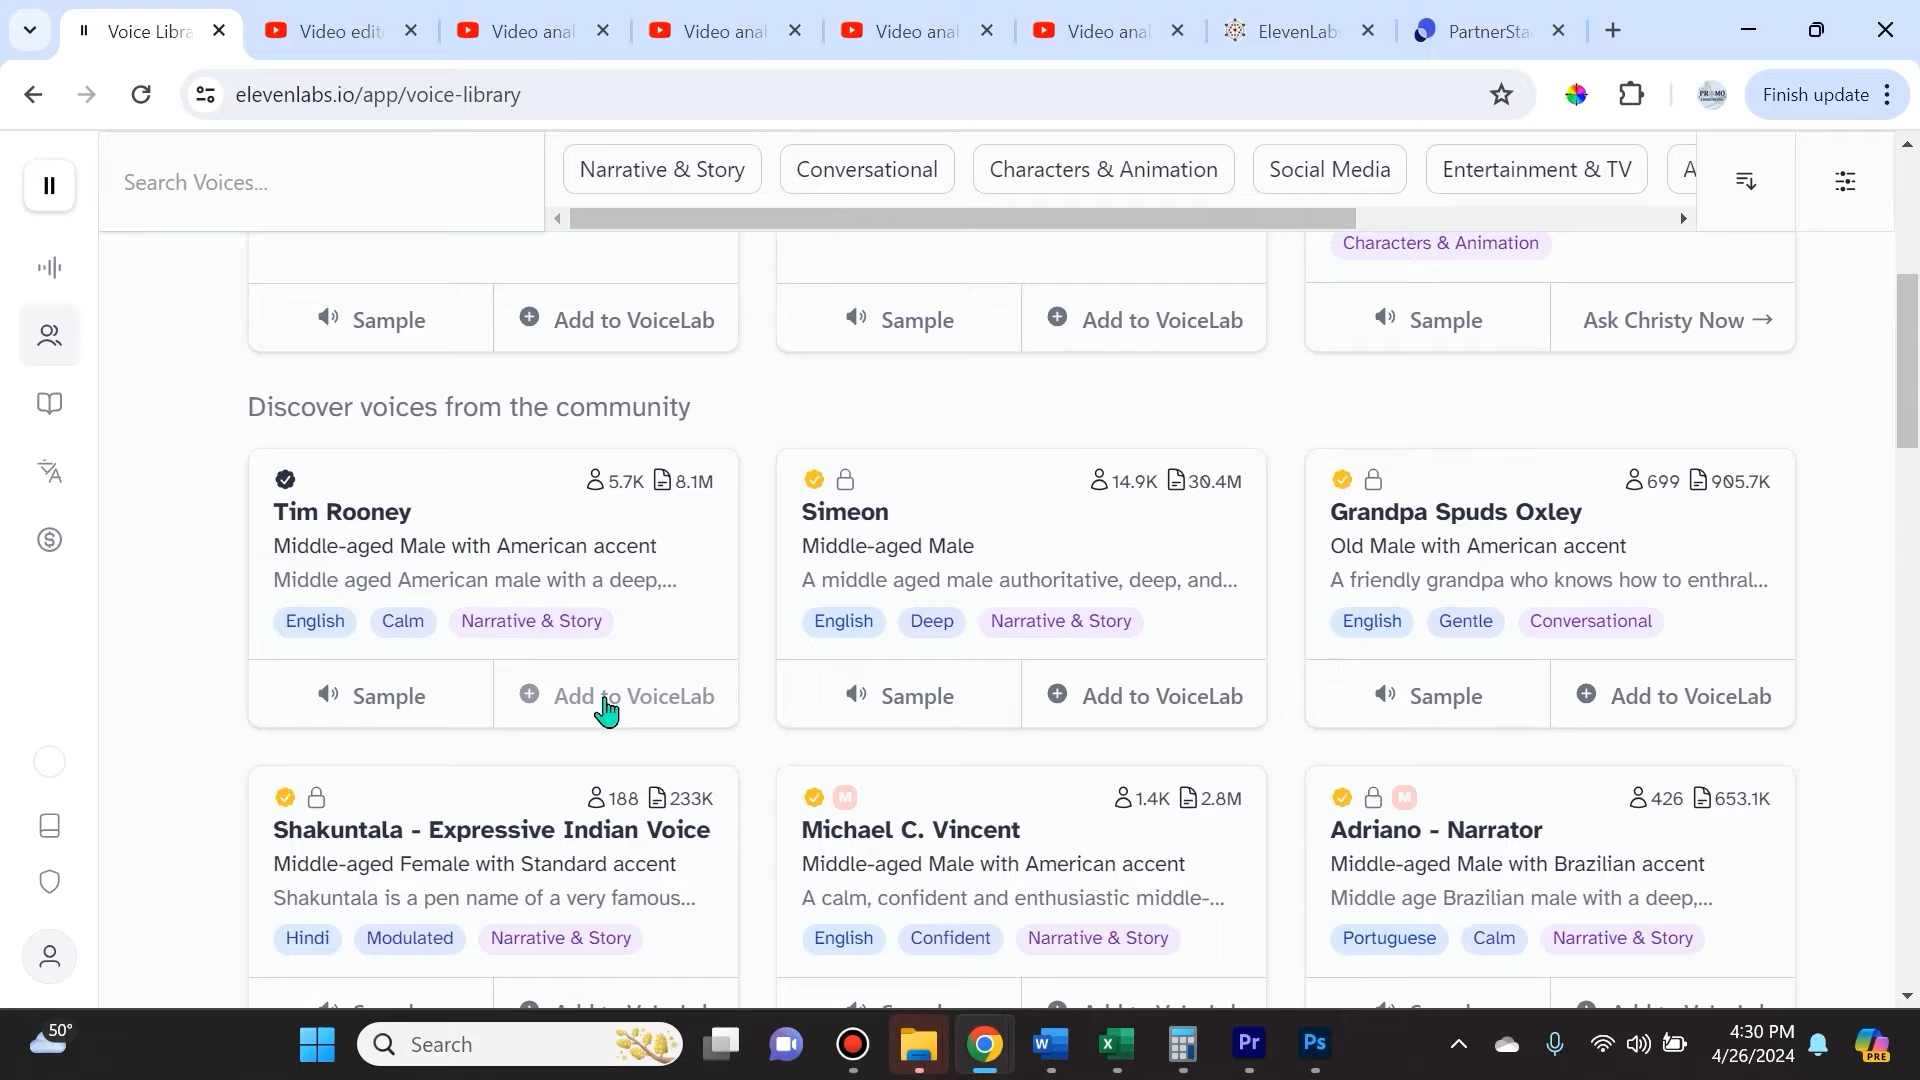 Voice Libra
Video edit
Video anal
Video anal
Video anal
Video anal
ElevenLabs
PartnerSta
elevenlabs.io/app/voice-library
Finish update
Search Voices...
Narrative & Story
Conversational
Characters & Animation
Social Media
Entertainment & TV
A
Characters & Animation
Sample
Add to VoiceLab
Sample
Add to VoiceLab
Sample
Ask Christy Now →
Discover voices from the community
5.7K 8.1M
Tim Rooney
Middle-aged Male with American accent
Middle aged American male with a deep,...
English Calm Narrative & Story
Sample
Add to VoiceLab
14.9K 30.4M
Simeon
Middle-aged Male
A middle aged male authoritative, deep, and...
English Deep Narrative & Story
Sample
Add to VoiceLab
699 905.7K
Grandpa Spuds Oxley
Old Male with American accent
A friendly grandpa who knows how to enthral...
English Gentle Conversational
Sample
Add to VoiceLab
188 233K
Shakuntala - Expressive Indian Voice
Middle-aged Female with Standard accent
Shakuntala is a pen name of a very famous...
Hindi Modulated Narrative & Story
M
1.4K 2.8M
Michael C. Vincent
Middle-aged Male with American accent
A calm, confident and enthusiastic middle-...
English Confident Narrative & Story
M
426 653.1K
Adriano - Narrator
Middle-aged Male with Brazilian accent
Middle age Brazilian male with a deep,...
Portuguese Calm Narrative & Story
50°
Search
Pr
Ps
4:30 PM
4/26/2024
PRE